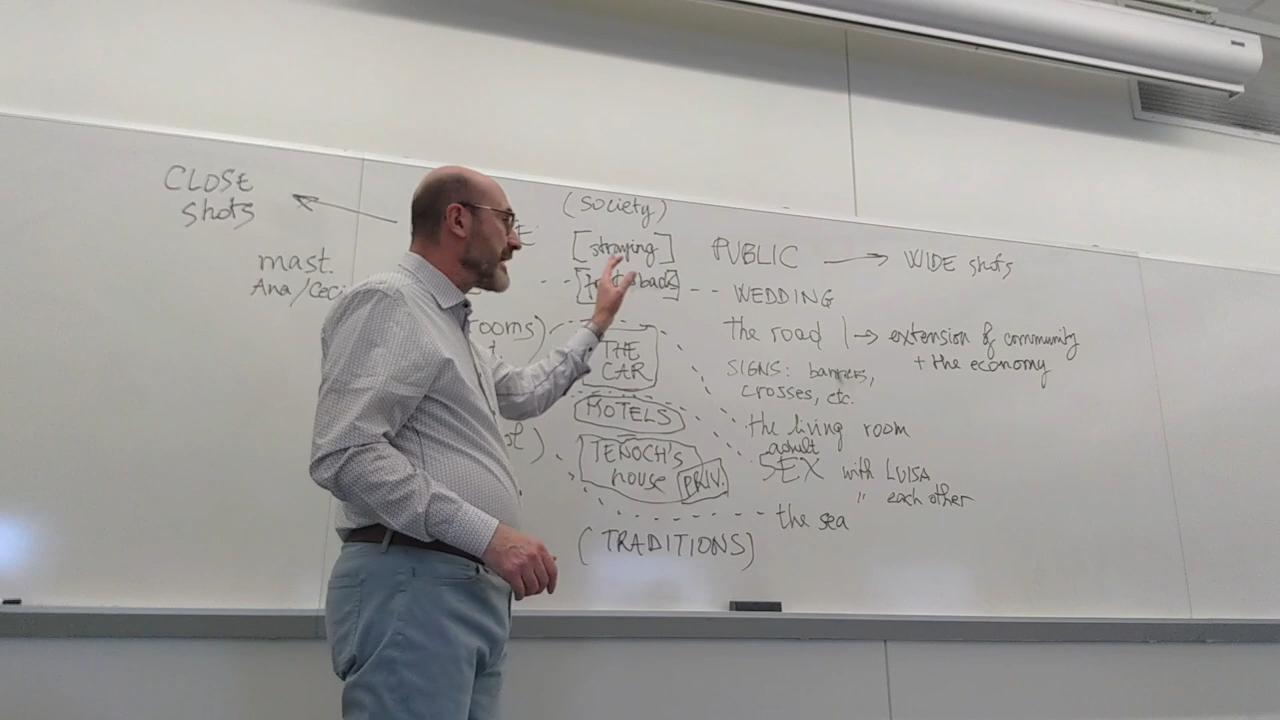 CLOSE
shots
mast.
Ana/Ceci
E
(society)
[straying]
ooms)
THE
CAR
MOTELS
TENOCH's
house PRIV.
(TRADITIONS)
PUBLIC → WIDE shots
-- WEDDING
the road | → extension of community
+ the economy
SIGNS: banners,
crosses, etc.
the living room
adult
SEX with LUISA
" each other
the sea